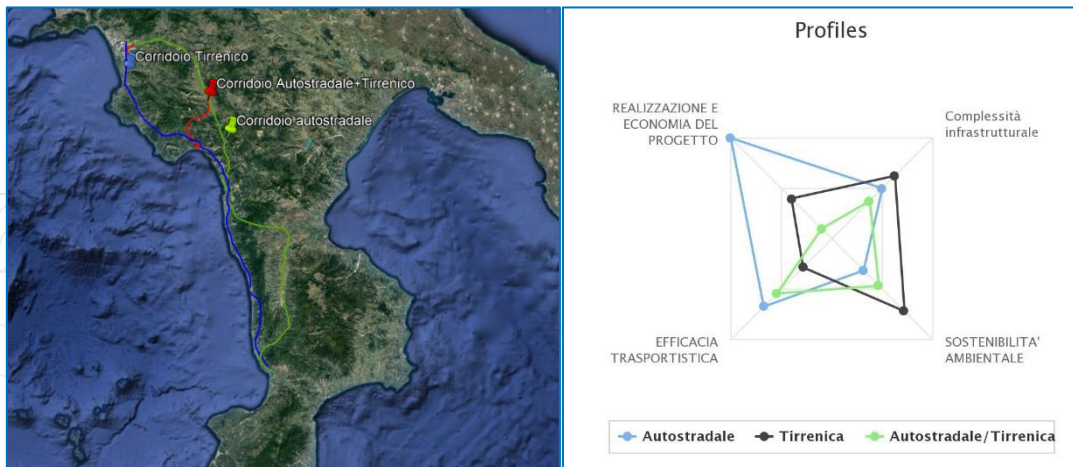 Corridoio Tirrenico
Corridoio Autostradale+Tirrenico
Corridoio autostradale
Profiles
REALIZZAZIONE E
ECONOMIA DEL
PROGETTO
Complessità
infrastrutturale
EFFICACIA
TRASPORTISTICA
SOSTENIBILITA'
AMBIENTALE
Autostradale
Tirrenica
Autostradale/Tirrenica